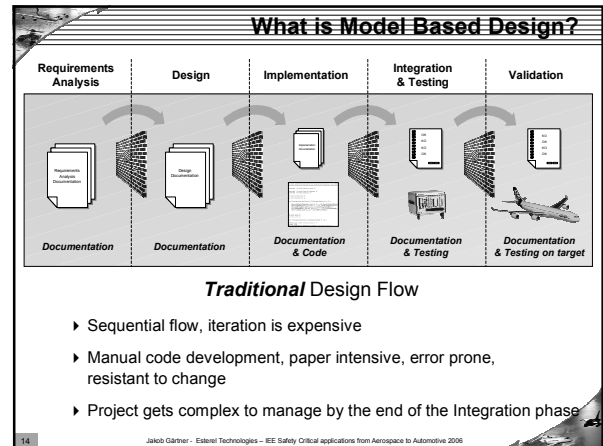 What is Model Based Design?
Requirements
Analysis
Design
Implementation
Integration
& Testing
Validation
Requirements
Analysis
Documentation
Design
Documentation
Documentation
Documentation
Documentation
& Code
Documentation
& Testing
Documentation
& Testing on target
Traditional Design Flow
Sequential flow, iteration is expensive
Manual code development, paper intensive, error prone,
resistant to change
Project gets complex to manage by the end of the Integration phase
14
Jakob Gärtner - Esterel Technologies – IEE Safety Critical applications from Aerospace to Automotive 2006